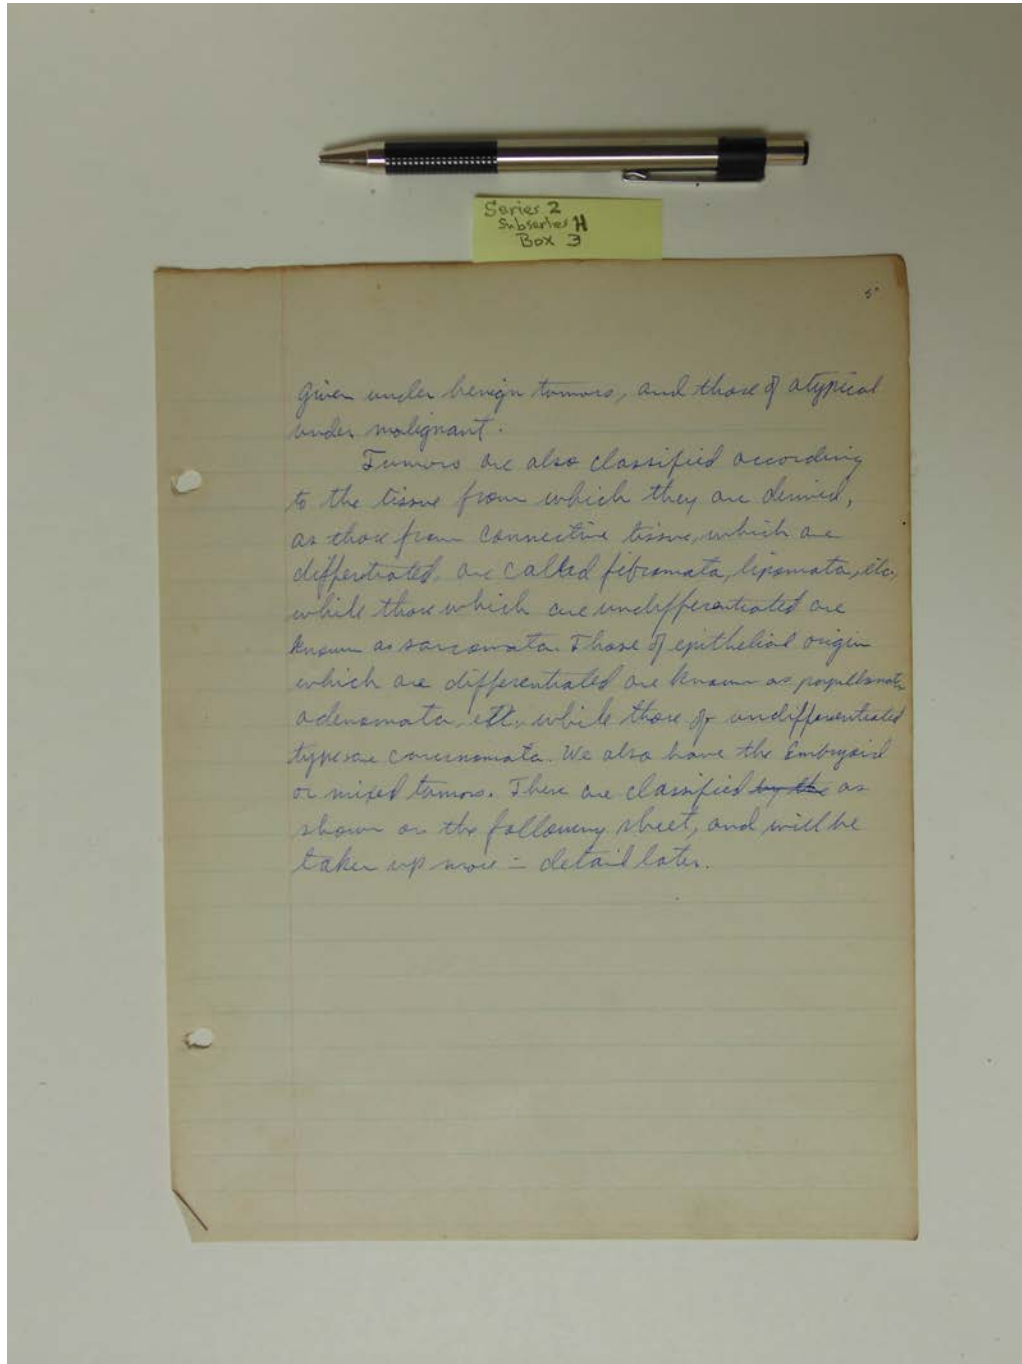 Series 2
Subseries H
Box 3
5
given under benign tumors, and those of atypical
under malignant.
Tumors are also classified according
to the tissue from which they are derived,
as those from connective tissue, which are
differtiated, are called fibromata, lipomata, etc,
while those which are undifferentiated are
known as sarcomata. Those of epithelial origin
which are differentiated are known as papillomata
adenomata, etc. while those of undifferentiated
types are carcinomata. We also have the Embryoid
or mixed tumors. These are classified by the as
shown on the following sheet, and will be
taken up more - detail later.